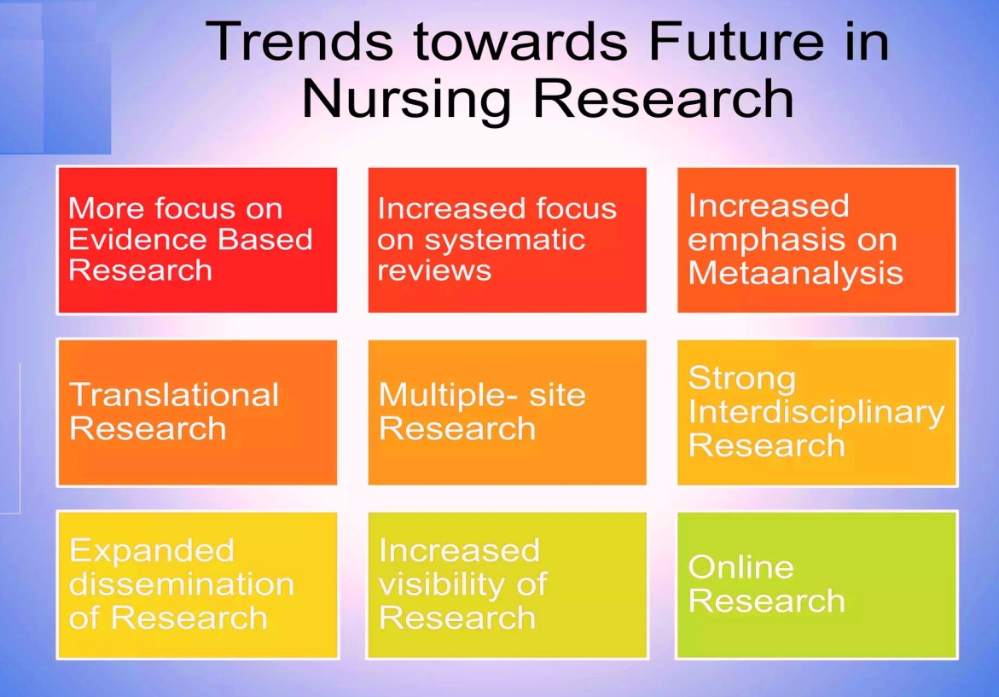 Trends towards Future in
Nursing Research
More focus on
Evidence Based
Research
Increased focus
on systematic
reviews
Increased
emphasis on
Metaanalysis
Translational
Research
Multiple- site
Research
Strong
Interdisciplinary
Research
Expanded
dissemination
of Research
Increased
visibility of
Research
Online
Research